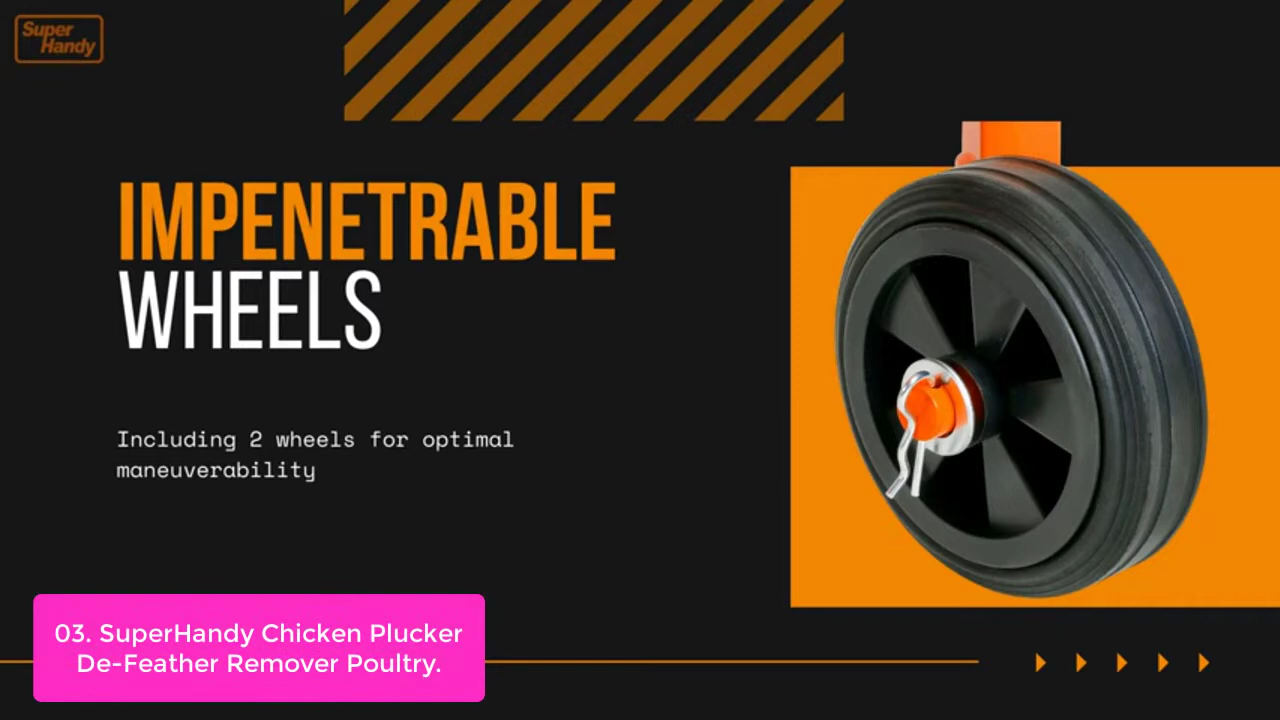 Super
Handy
IMPENETRABLE
WHEELS
Including 2 wheels for optimal
maneuverability
03. SuperHandy Chicken Plucker
De-Feather Remover Poultry.